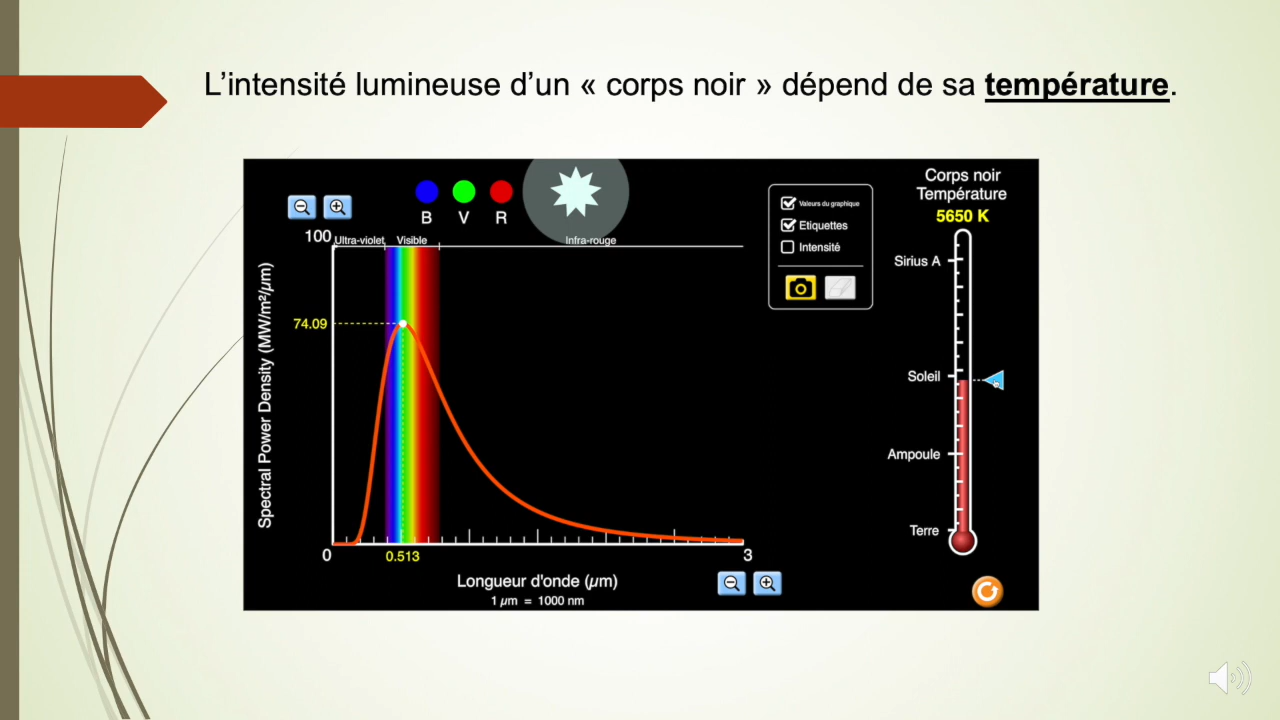 L'intensité lumineuse d'un « corps noir » dépend de sa température.
Corps noir
Température
5650 K
B V R
Valeurs du graphique
Etiquettes
Intensité
100
Ultra-violet Visible Infra-rouge
Sirius A
Spectral Power Density (MW/m²/μm)
74.09
Soleil
Ampoule
Terre
0 0.513 3
Longueur d'onde (μm)
1 μm = 1000 nm